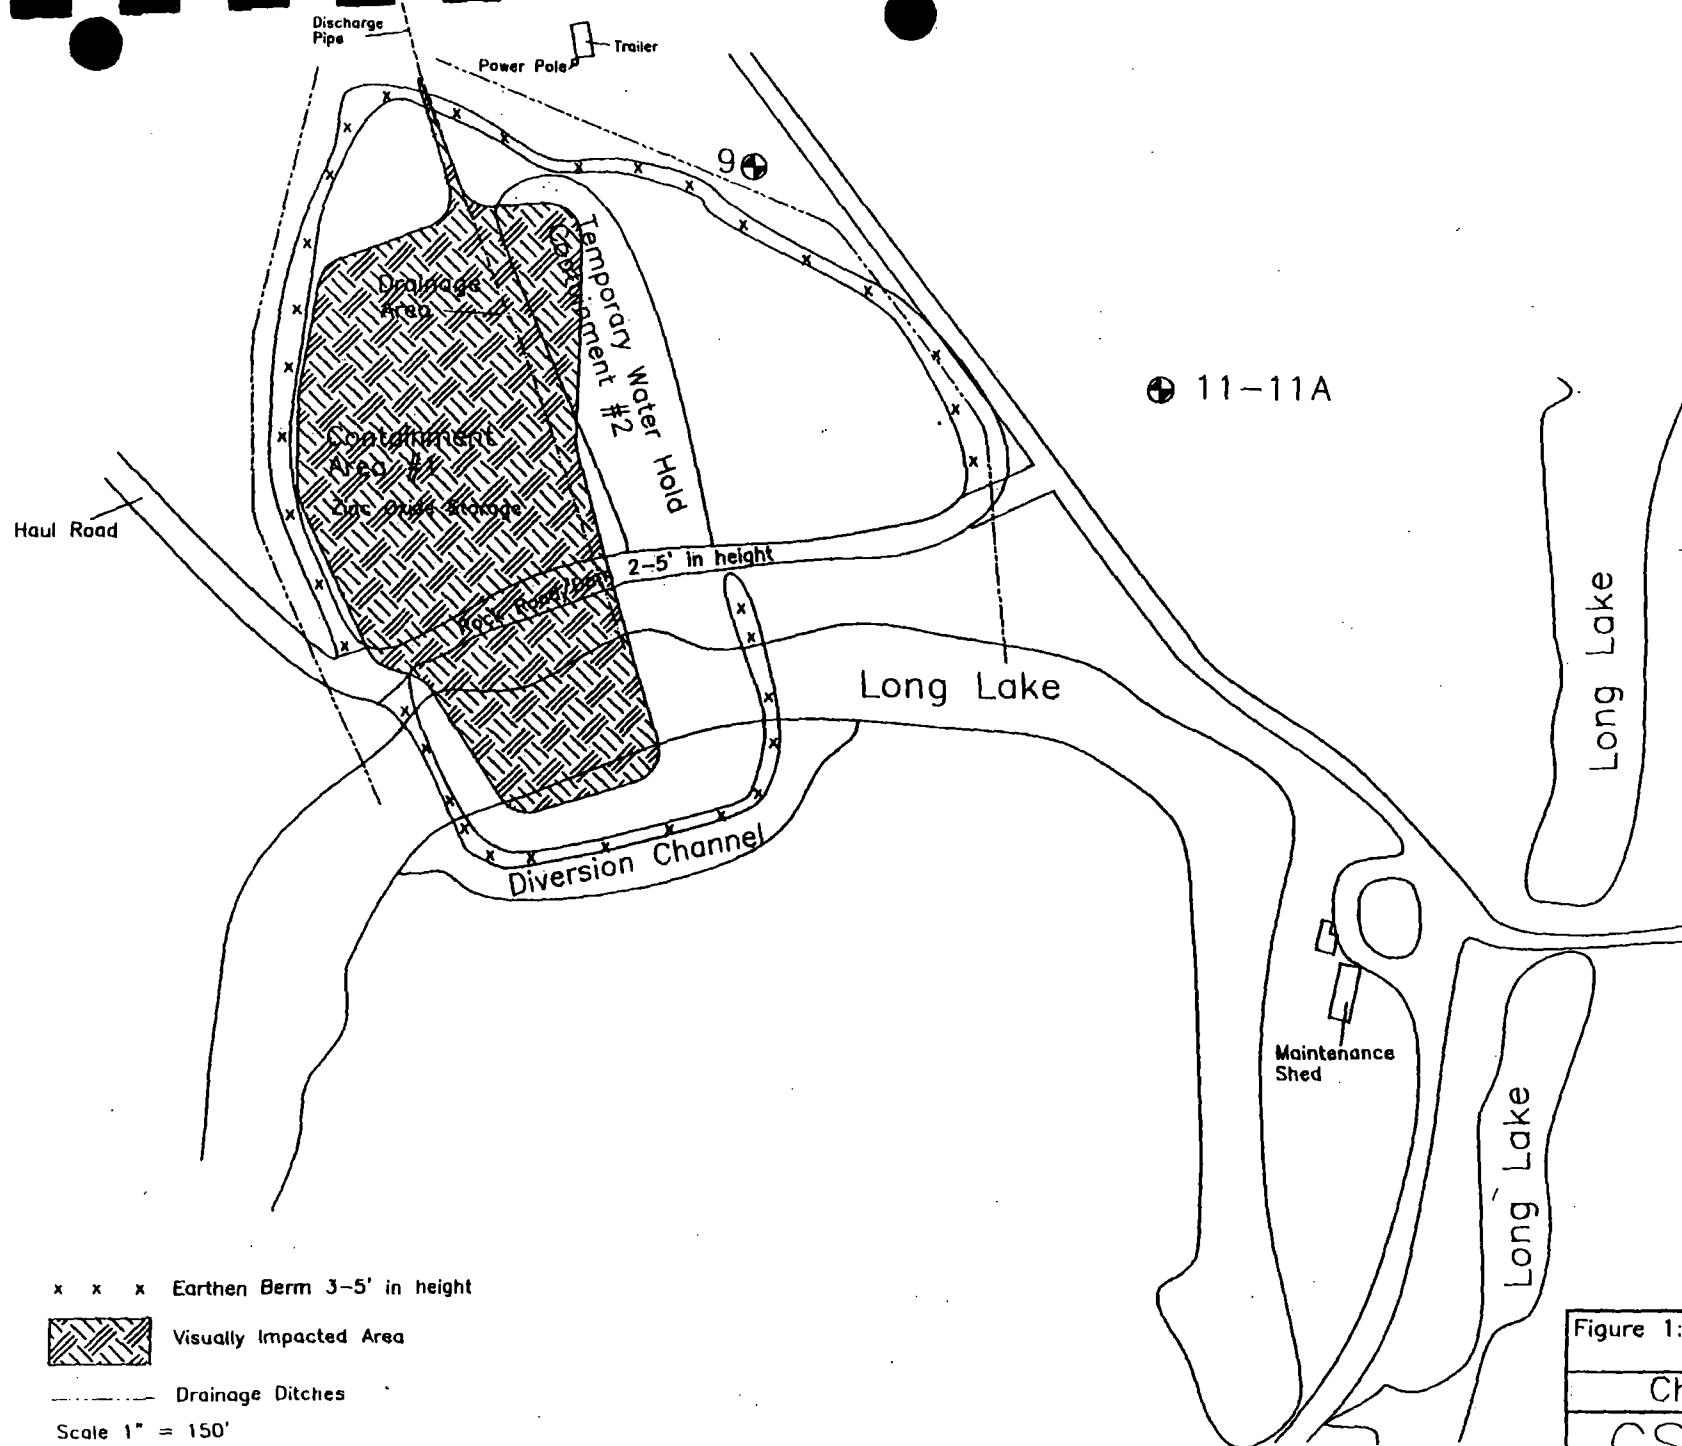 Discharge
Pipe
Trailer
Power Pole
9
Temporary Water Hold
Containment #2
Drainage
Area
11-11A
Containment
Area #1
Zinc Oxide Storage
Haul Road
2-5' in height
Rock Road/Dam
Long Lake
Long Lake
Diversion Channel
Maintenance
Shed
Long Lake
x x x Earthen Berm 3-5' in height
Visually Impacted Area
Drainage Ditches
Scale 1" = 150'
Figure 1: